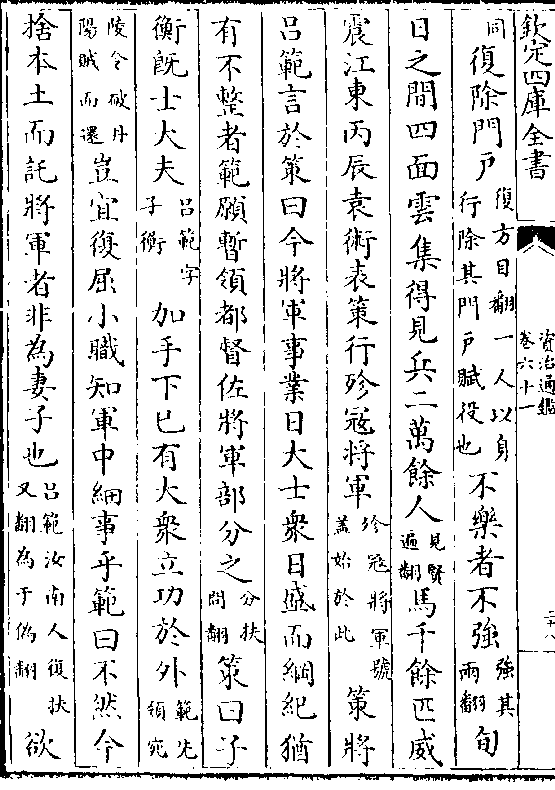 欽定四庫全書
資治通鑑
卷六十一
同復除門戸復方目翻一人以身行除其門戸賦役也不樂者不強強其兩翻旬
日之間四面雲集得見兵二萬餘人見賢遍翻馬千餘匹威
震江東丙辰袁術表策行殄寇將軍殄寇將軍號蓋始於此策將
呂範言於策曰今將軍事業日大士衆日盛而綱紀猶
有不整者範願暫領都督佐將軍部分之分扶問翻策曰子
衡既士大夫呂範字子衡加手下已有大衆立功於外範先領宛
陵令破丹陽賊而還豈宜復屈小職知軍中細事乎範曰不然今
捨本土而託將軍者非為妻子也呂範汝南人復扶又翻為于偽翻欲